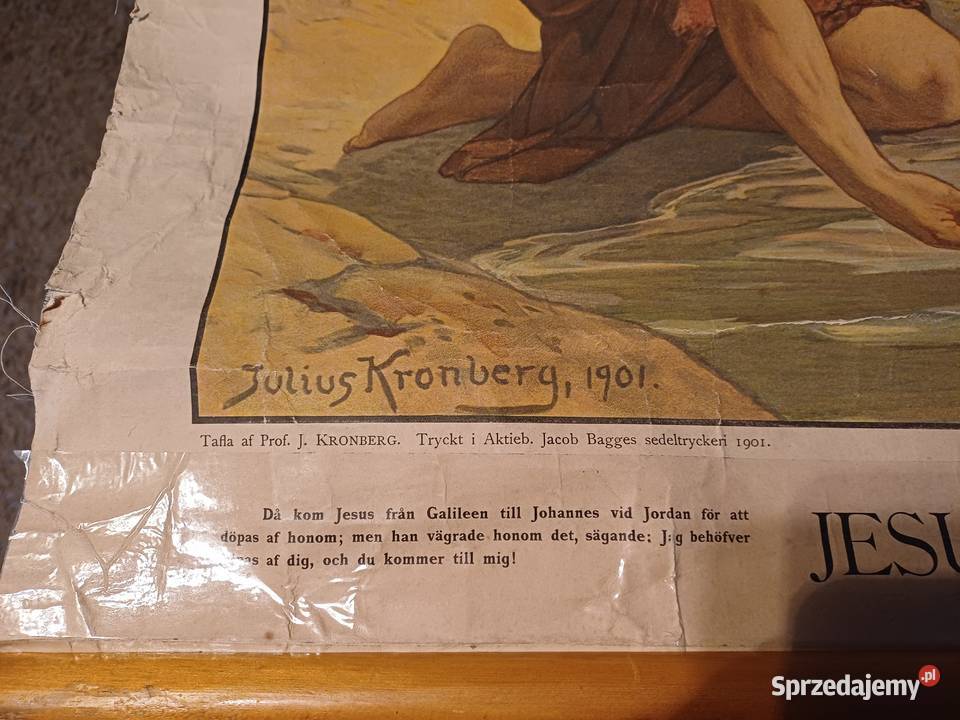 Julius Kronberg, 1901.
Tafla af Prof. J. KRONBERG. Tryckt i Aktieb. Jacob Bagges sedeltryckeri 1901.
Då kom Jesus från Galileen till Johannes vid Jordan för att
döpas af honom; men han vägrade honom det, sägande: Jag behöfver
af dig, och du kommer till mig!
JESU
Sprzedajemy.pl